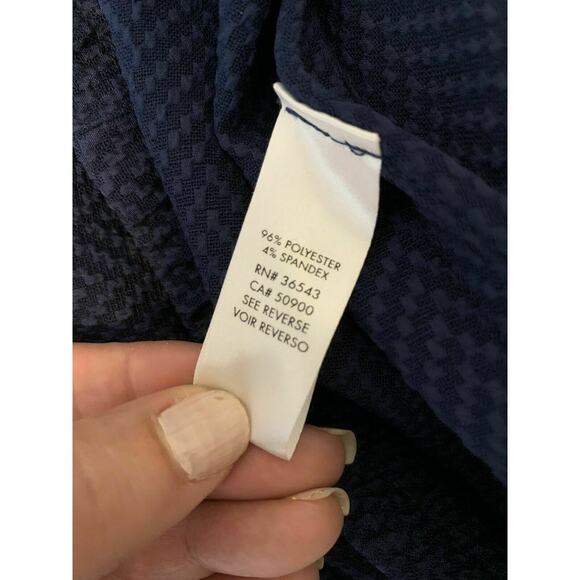 96% POLYESTER
4% SPANDEX
RN# 36543
CA# 50900
SEE REVERSE
VOIR REVERSO